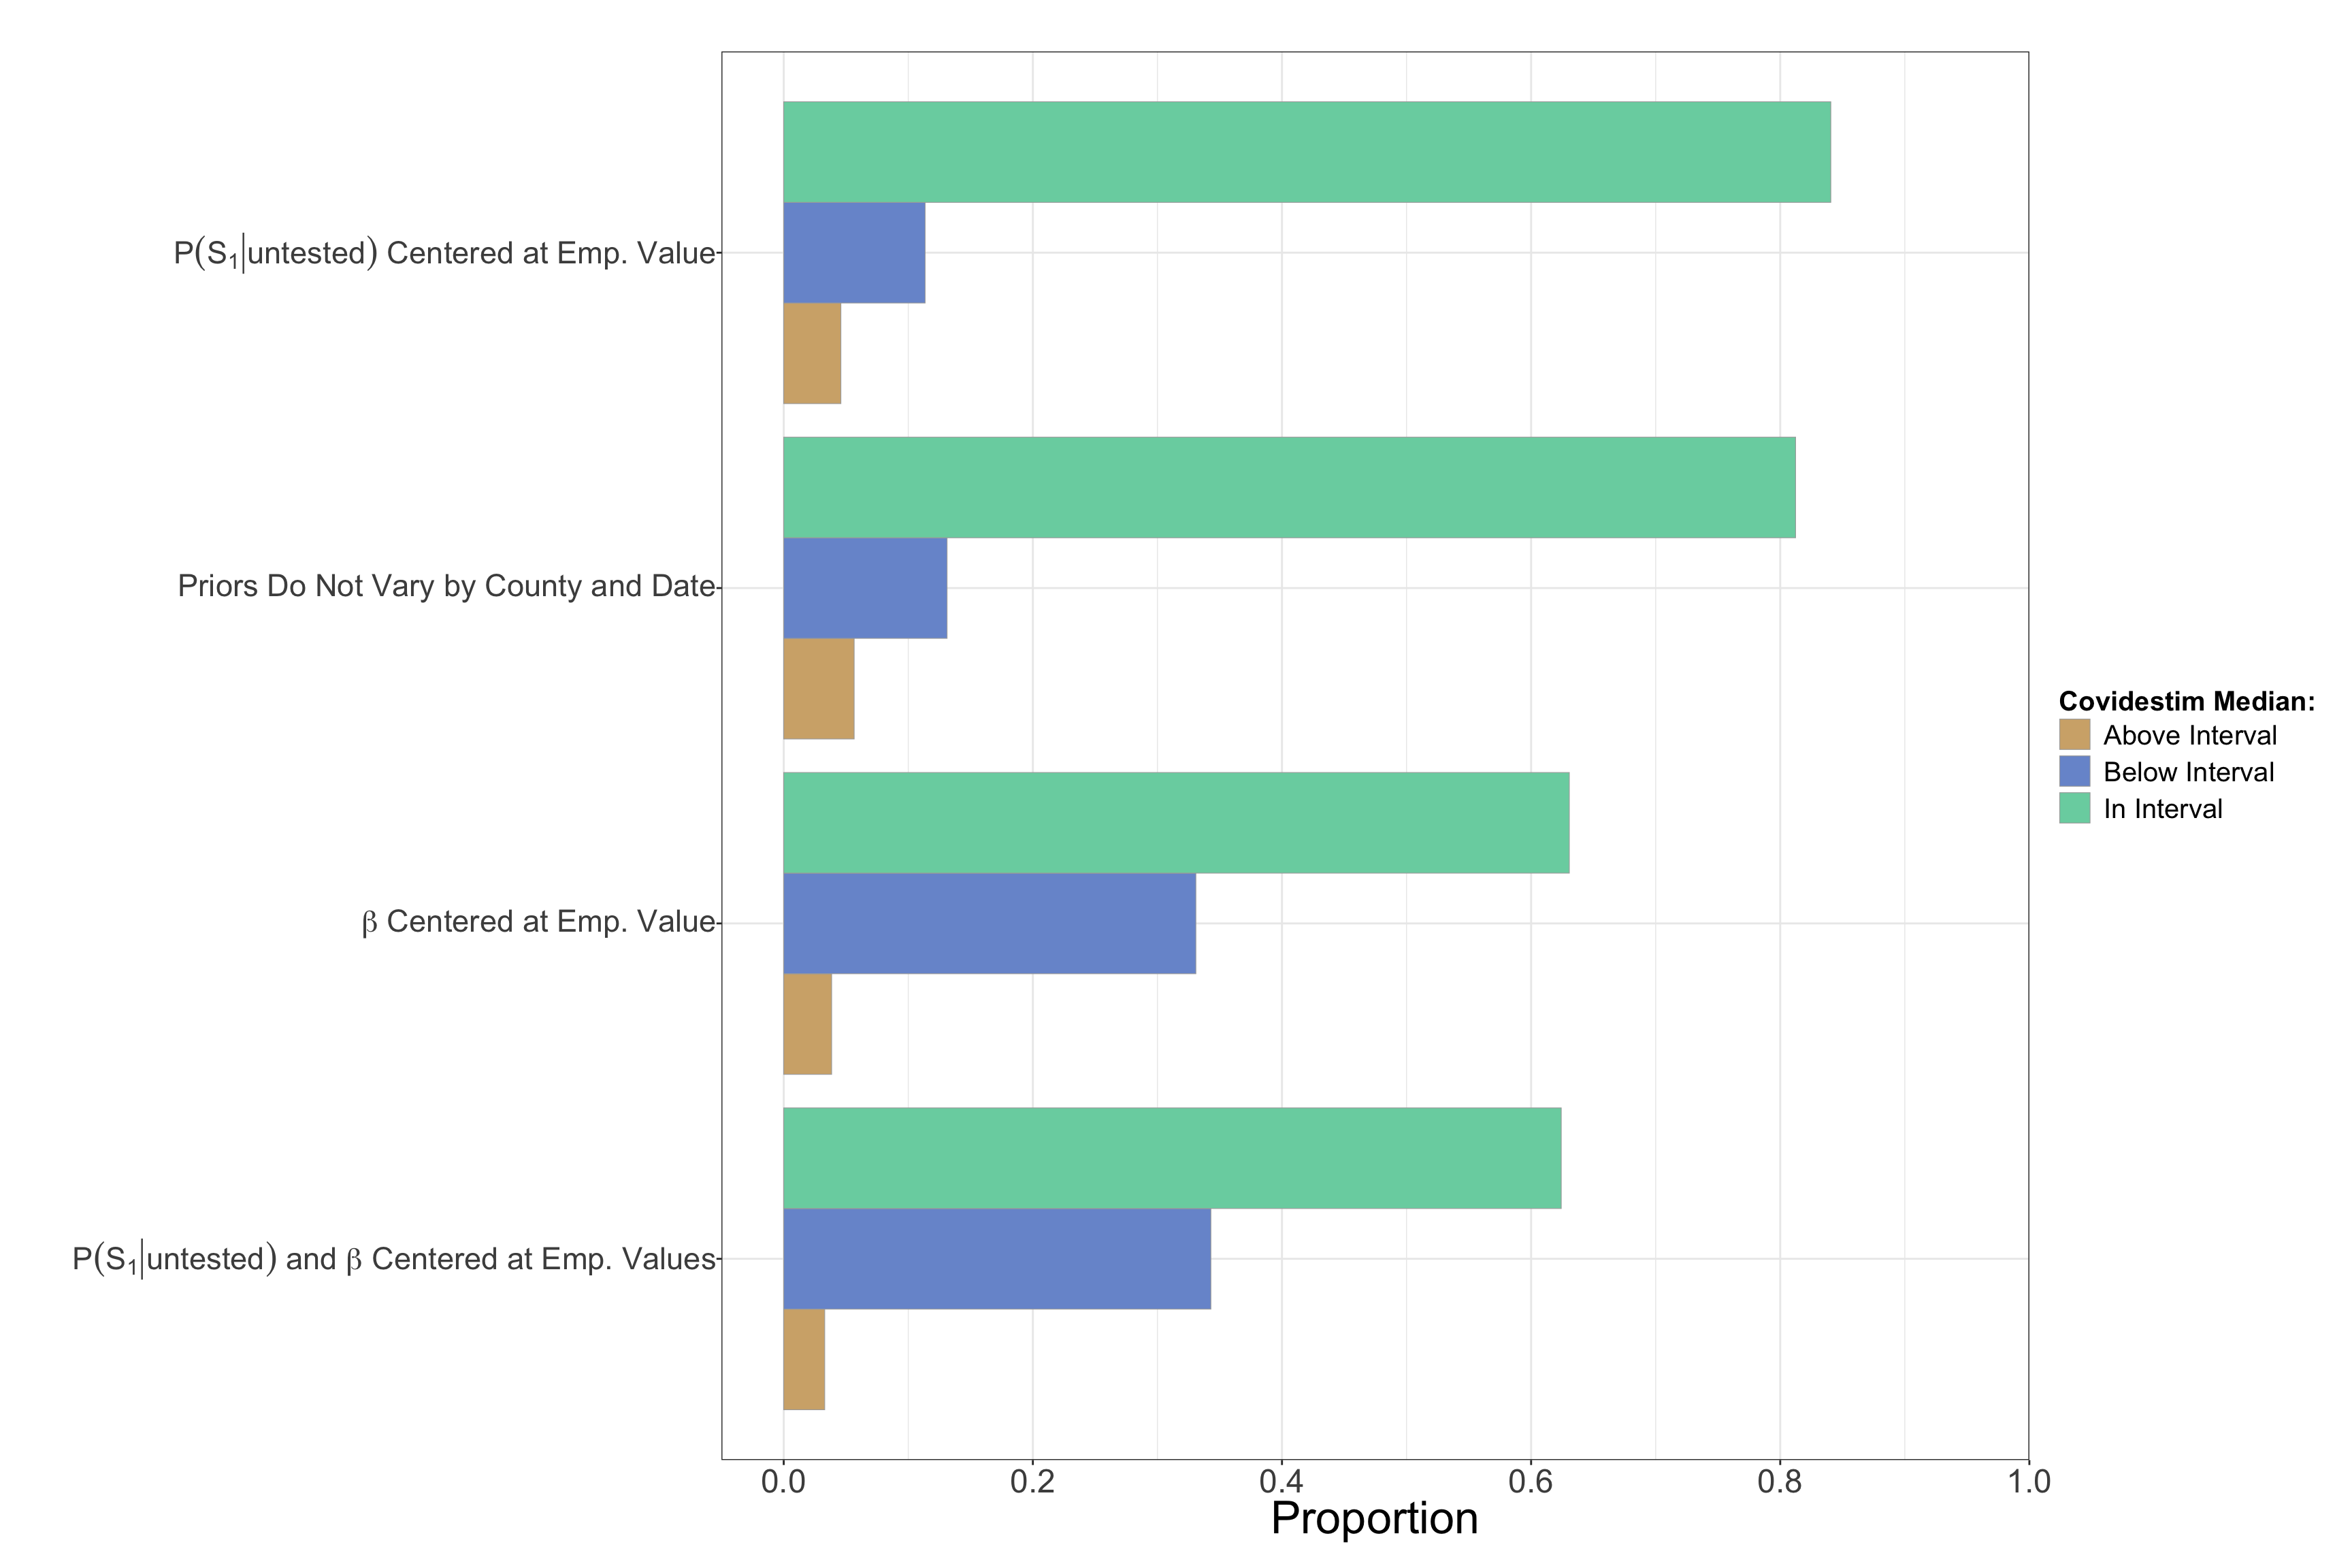 P(S₁|untested) Centered at Emp. Value
Priors Do Not Vary by County and Date
β Centered at Emp. Value
P(S₁|untested) and β Centered at Emp. Values
0.0 0.2 0.4 0.6 0.8 1.0
Proportion
Covidestim Median:
Above Interval
Below Interval
In Interval